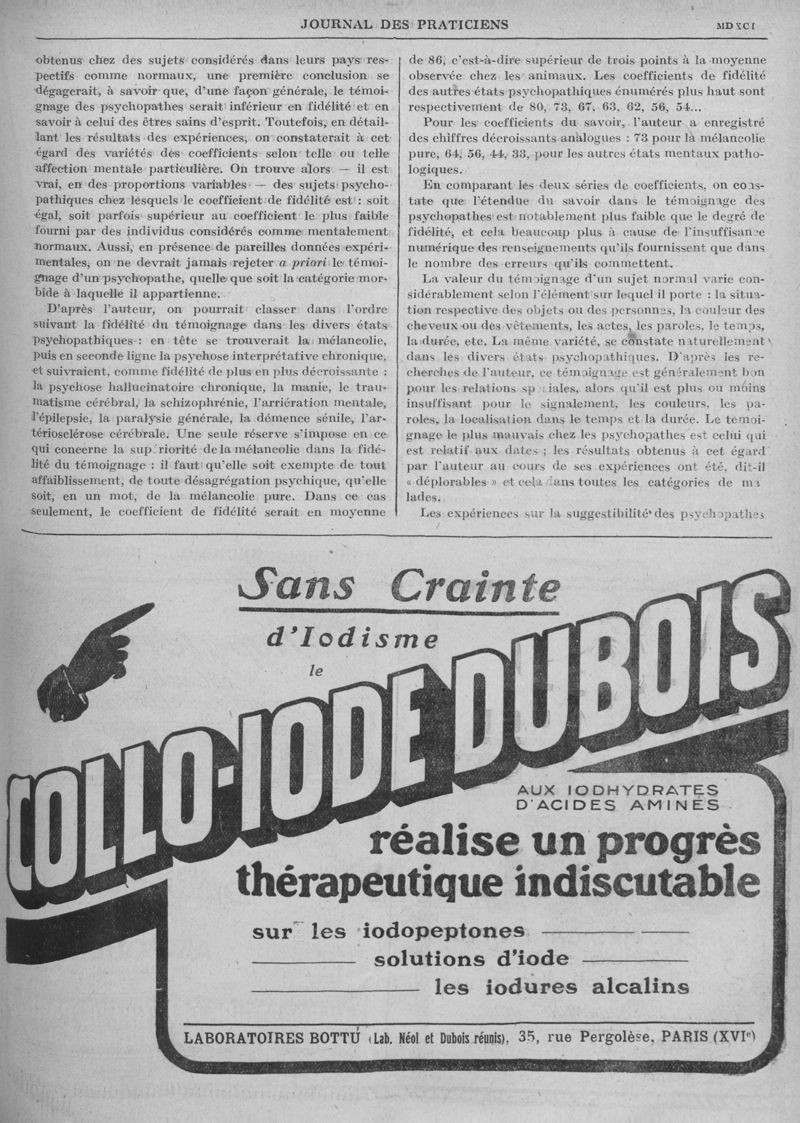 JOURNAL DES PRATICIENS
MDXCI
obtenus chez des sujets considérés dans leurs pays res-
pectifs comme normaux, une première conclusion se
dégagerait, à savoir que, d'une façon générale, le témoi-
gnage des psychopathes serait inférieur en fidélité et en
savoir à celui des êtres sains d'esprit. Toutefois, en détail-
lant les résultats des expériences, on constaterait à cet
égard des variétés des coefficients selon telle ou telle
affection mentale particulière. On trouve alors — il est
vrai, en des proportions variables — des sujets psycho-
pathiques chez lesquels le coefficient de fidélité est : soit
égal, soit parfois supérieur au coefficient le plus faible
fourni par des individus considérés comme mentalement
normaux. Aussi, en présence de pareilles données expéri-
mentales, on ne devrait jamais rejeter a priori le témoi-
gnage d'un psychopathe, quelle que soit la catégorie mor-
bide à laquelle il appartienne.
D'après l'auteur, on pourrait classer dans l'ordre
suivant la fidélité du témoignage dans les divers états
psychopathiques : en tête se trouverait la mélancolie,
puis en seconde ligne la psychose interprétative chronique,
et suivraient, comme fidélité de plus en plus décroissante :
la psychose hallucinatoire chronique, la manie, le trau-
matisme cérébral, la schizophrénie, l'arriération mentale,
l'épilepsie, la paralysie générale, la démence sénile, l'ar-
tériosclérose cérébrale. Une seule réserve s'impose en ce
qui concerne la sup riorité de la mélancolie dans la fidé-
lité du témoignage : il faut qu'elle soit exempte de tout
affaiblissement, de toute désagrégation psychique, qu'elle
soit, en un mot, de la mélancolie pure. Dans ce cas
seulement, le coefficient de fidélité serait en moyenne
de 86, c'est-à-dire supérieur de trois points à la moyenne
observée chez les animaux. Les coefficients de fidélité
des autres états psychopathiques énumérés plus haut sont
respectivement de 80, 73, 67, 63, 62, 56, 54...
Pour les coefficients du savoir, l'auteur a enregistré
des chiffres décroissants analogues : 73 pour là mélancolie
pure, 64, 56, 44, 33, pour les autres états mentaux patho-
logiques.
En comparant les deux séries de coefficients, on cons-
tate que l'étendue du savoir dans le témoignage des
psychopathes est notablement plus faible que le degré de
fidélité, et cela beaucoup plus à cause de l'insuffisance
numérique des renseignements qu'ils fournissent que dans
le nombre des erreurs qu'ils commettent.
La valeur du témoignage d'un sujet normal varie con-
sidérablement selon l'élément sur lequel il porte : la situa-
tion respective des objets ou des personnes, la couleur des
cheveux ou des vêtements, les actes, les paroles, le temps,
la durée, etc. La même variété, se constate naturellement
dans les divers états psychopathiques. D'après les re-
cherches de l'auteur, ce témoignage est généralement bon
pour les relations sp ciales, alors qu'il est plus ou moins
insuffisant pour le signalement, les couleurs, les pa-
roles, la localisation dans le temps et la durée. Le temoi-
gnage le plus mauvais chez les psychopathes est celui qui
est relatif aux dates ; les résultats obtenus à cet égard
par l'auteur au cours de ses expériences ont été, dit-il
« déplorables » et cela dans toutes les catégories de ma
lades.
Les expériences sur la suggestibilité des psychopathes
Sans Crainte
d'Iodisme
le
COLLO-IODE DUBOIS
AUX IODHYDRATES
D'ACIDES AMINÉS
réalise un progrès
thérapeutique indiscutable
sur les iodopeptones
solutions d'iode
les iodures alcalins
LABORATOIRES BOTTU (Lab. Néol et Dubois réunis), 35, rue Pergolèse, PARIS (XVIe)